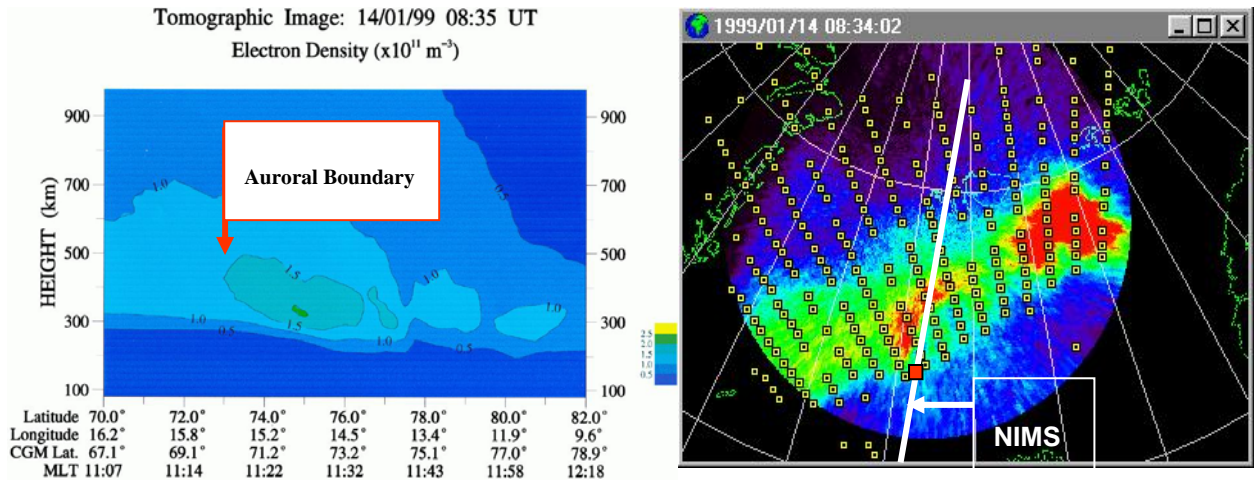 Tomographic Image: 14/01/99 08:35 UT
Electron Density (x10¹¹ m⁻³)
900 900
700 700
500 500
300 300
100 100
HEIGHT (km)
Auroral Boundary
1.0
0.5
1.5
1.0
1.0
1.0
0.5
1.5
1.0
0.5
2.5
2.0
1.5
1.0
0.5
Latitude 70.0° 72.0° 74.0° 76.0° 78.0° 80.0° 82.0°
Longitude 16.2° 15.8° 15.2° 14.5° 13.4° 11.9° 9.6°
CGM Lat. 67.1° 69.1° 71.2° 73.2° 75.1° 77.0° 78.9°
MLT 11:07 11:14 11:22 11:32 11:43 11:58 12:18
1999/01/14 08:34:02
NIMS